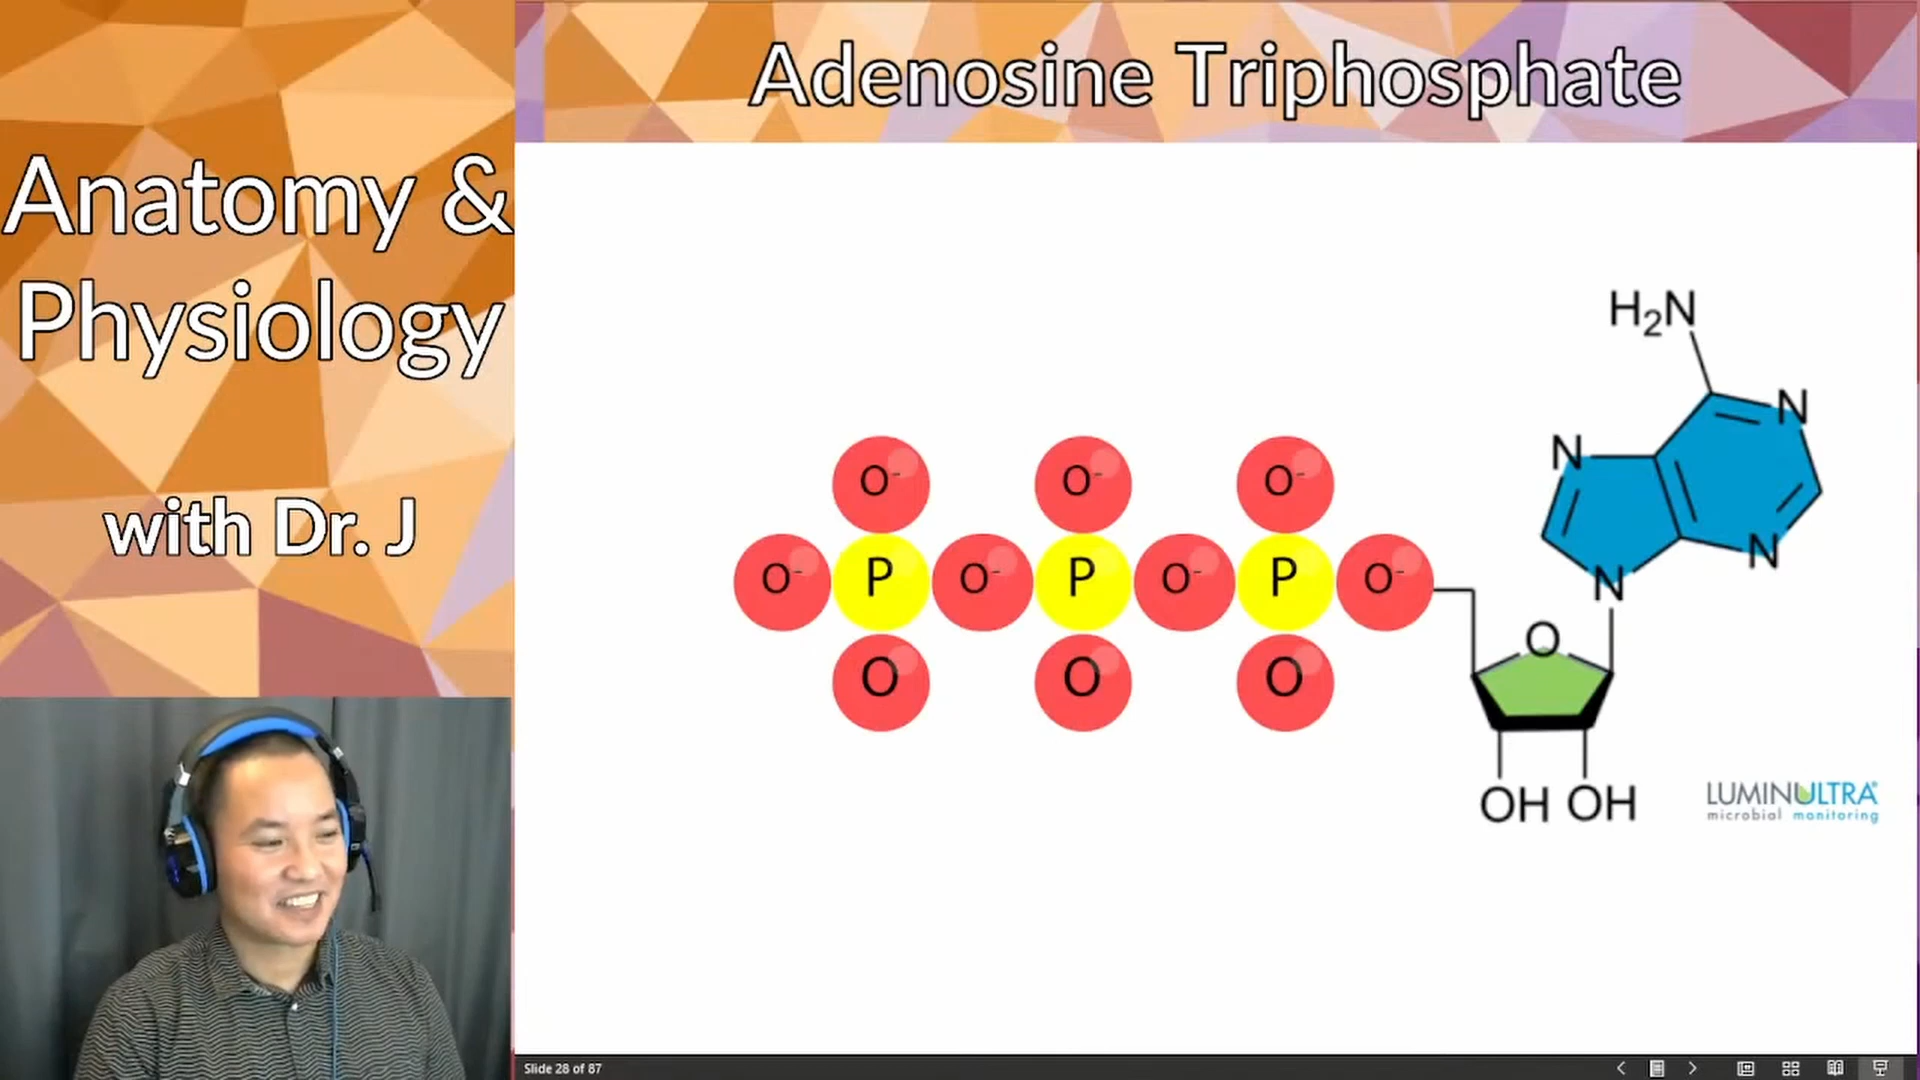 Anatomy &
Physiology
with Dr. J
Adenosine Triphosphate
H₂N
N
N
N
N
O⁻ O⁻ O⁻
O⁻ P O⁻ P O⁻ P O⁻
O O O
O
OH OH
LUMINULTRA®
microbial monitoring
Slide 28 of 87